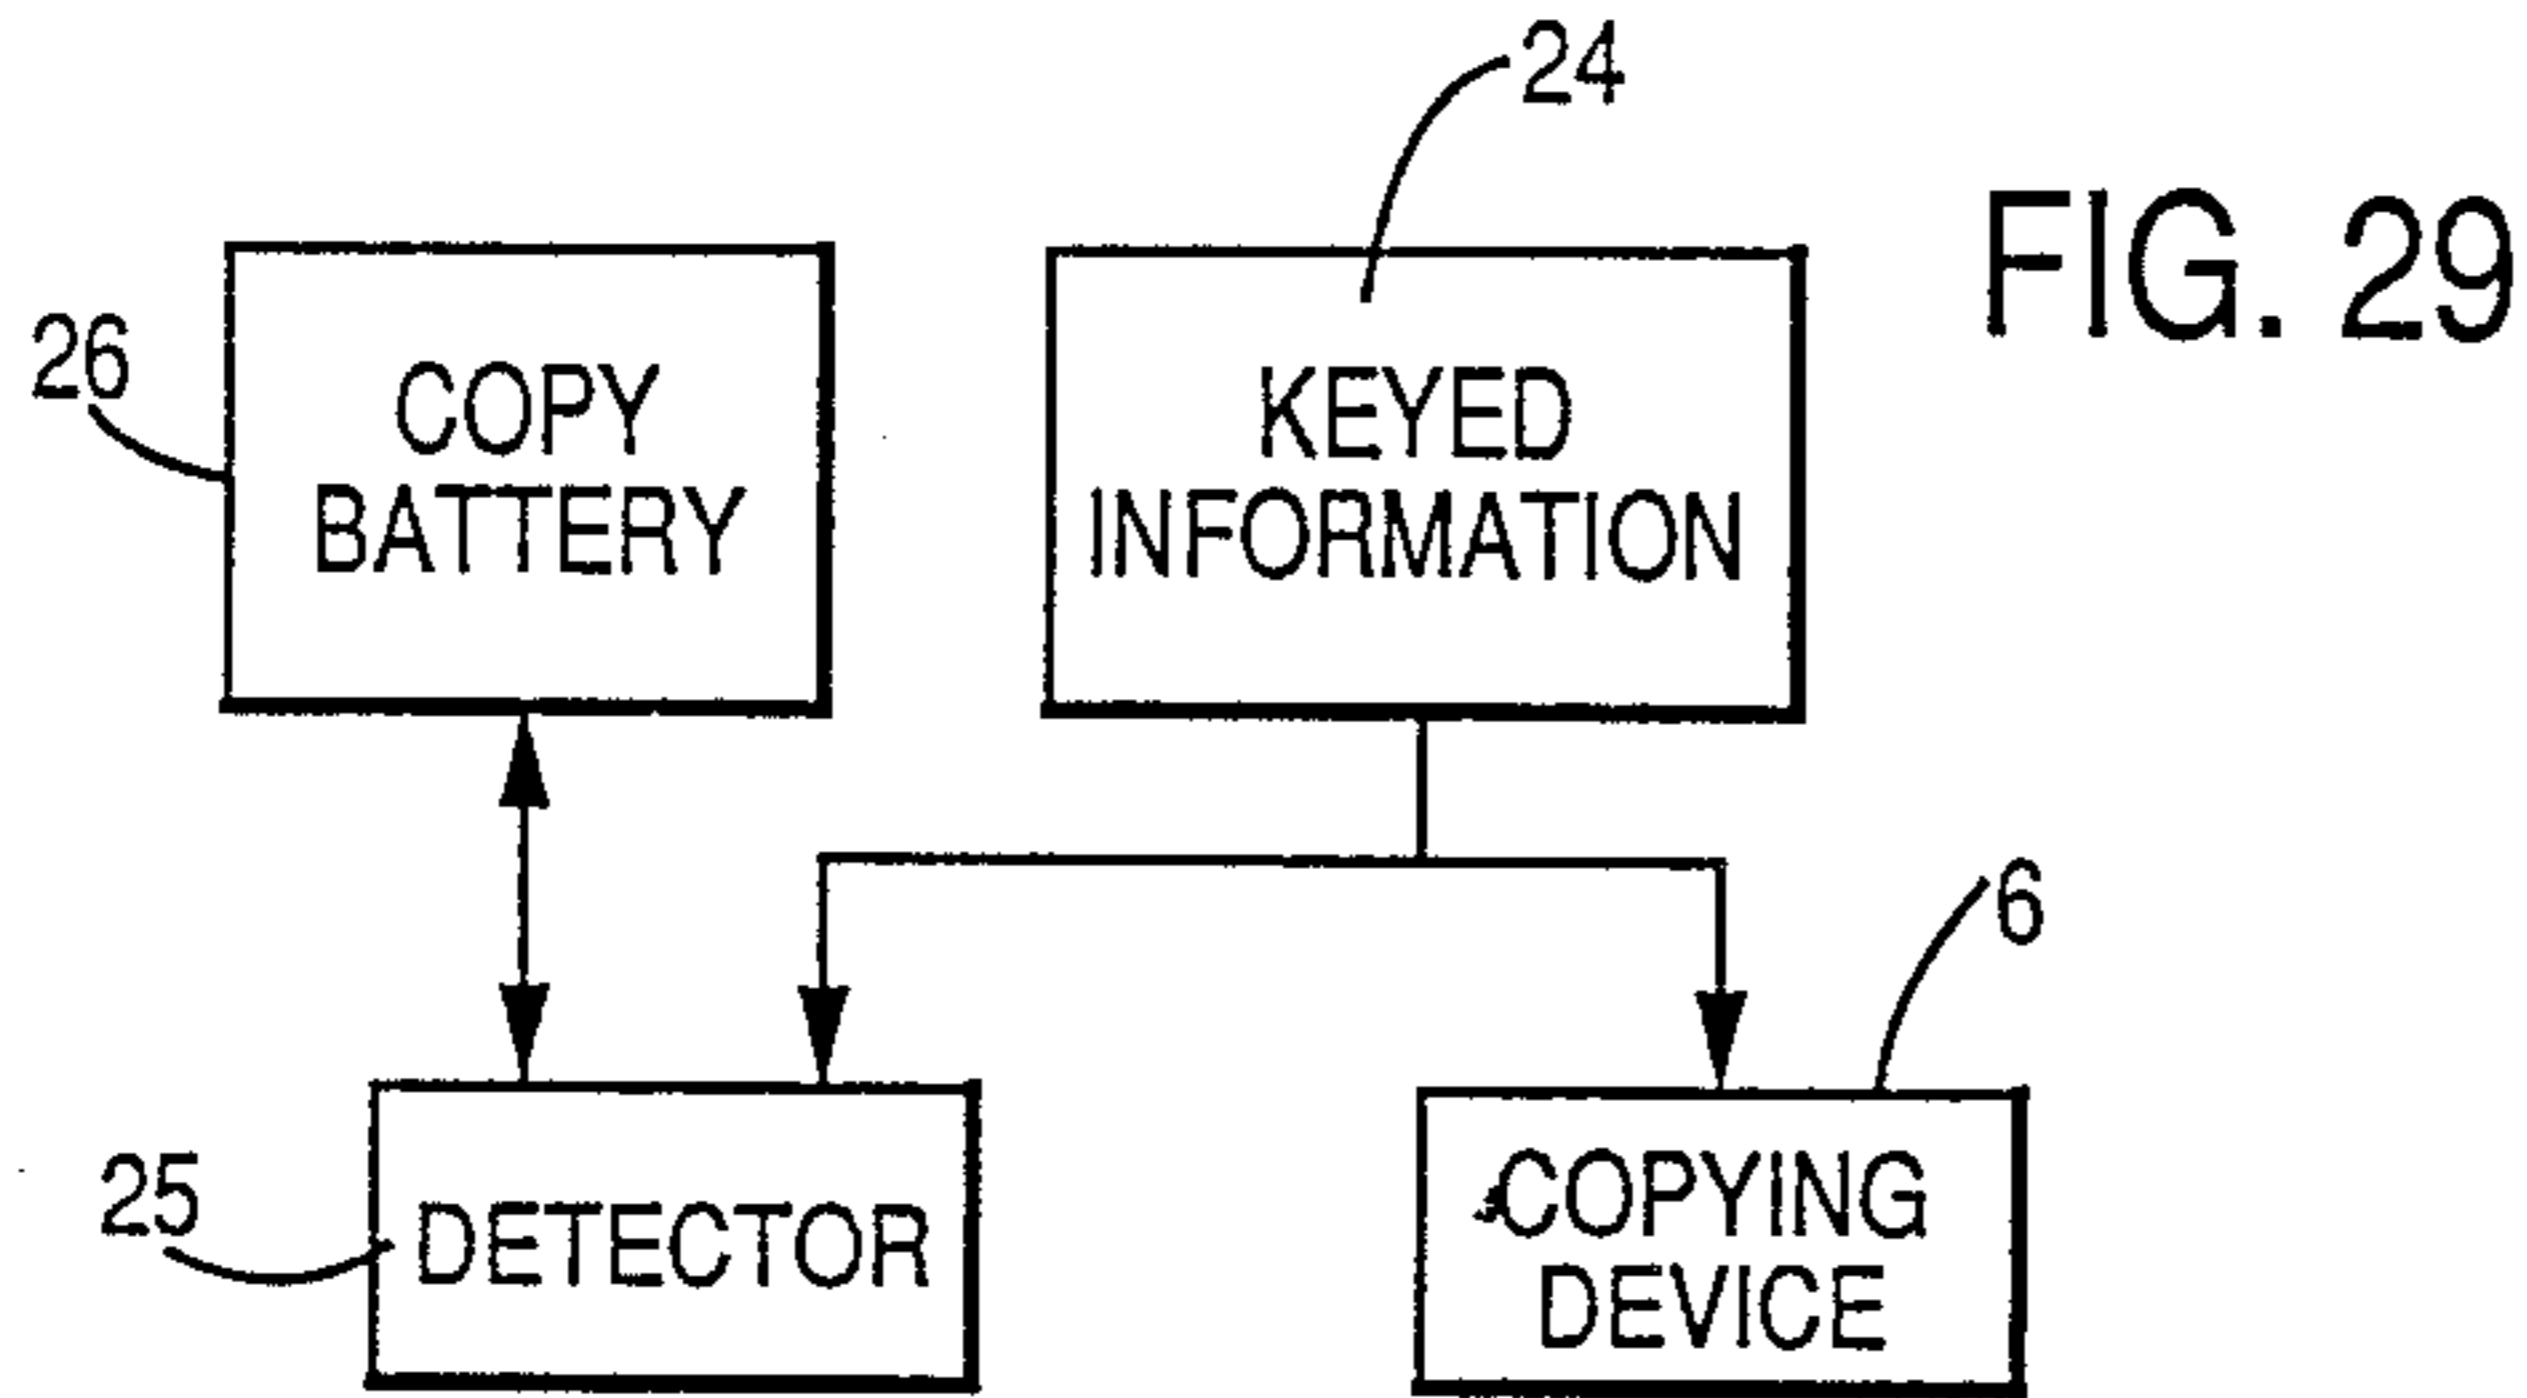 24
FIG. 29
26
COPY
BATTERY
KEYED
INFORMATION
6
25
DETECTOR
COPYING
DEVICE